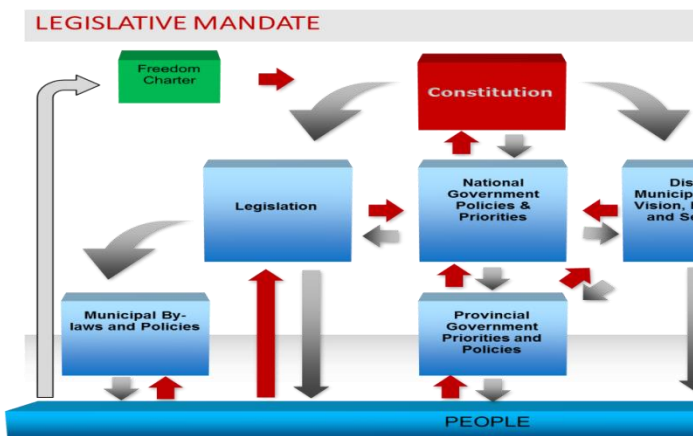 LEGISLATIVE MANDATE
Freedom
Charter
Constitution
Legislation
National
Government
Policies &
Priorities
Municipal By-
laws and Policies
Provincial
Government
Priorities and
Policies
PEOPLE